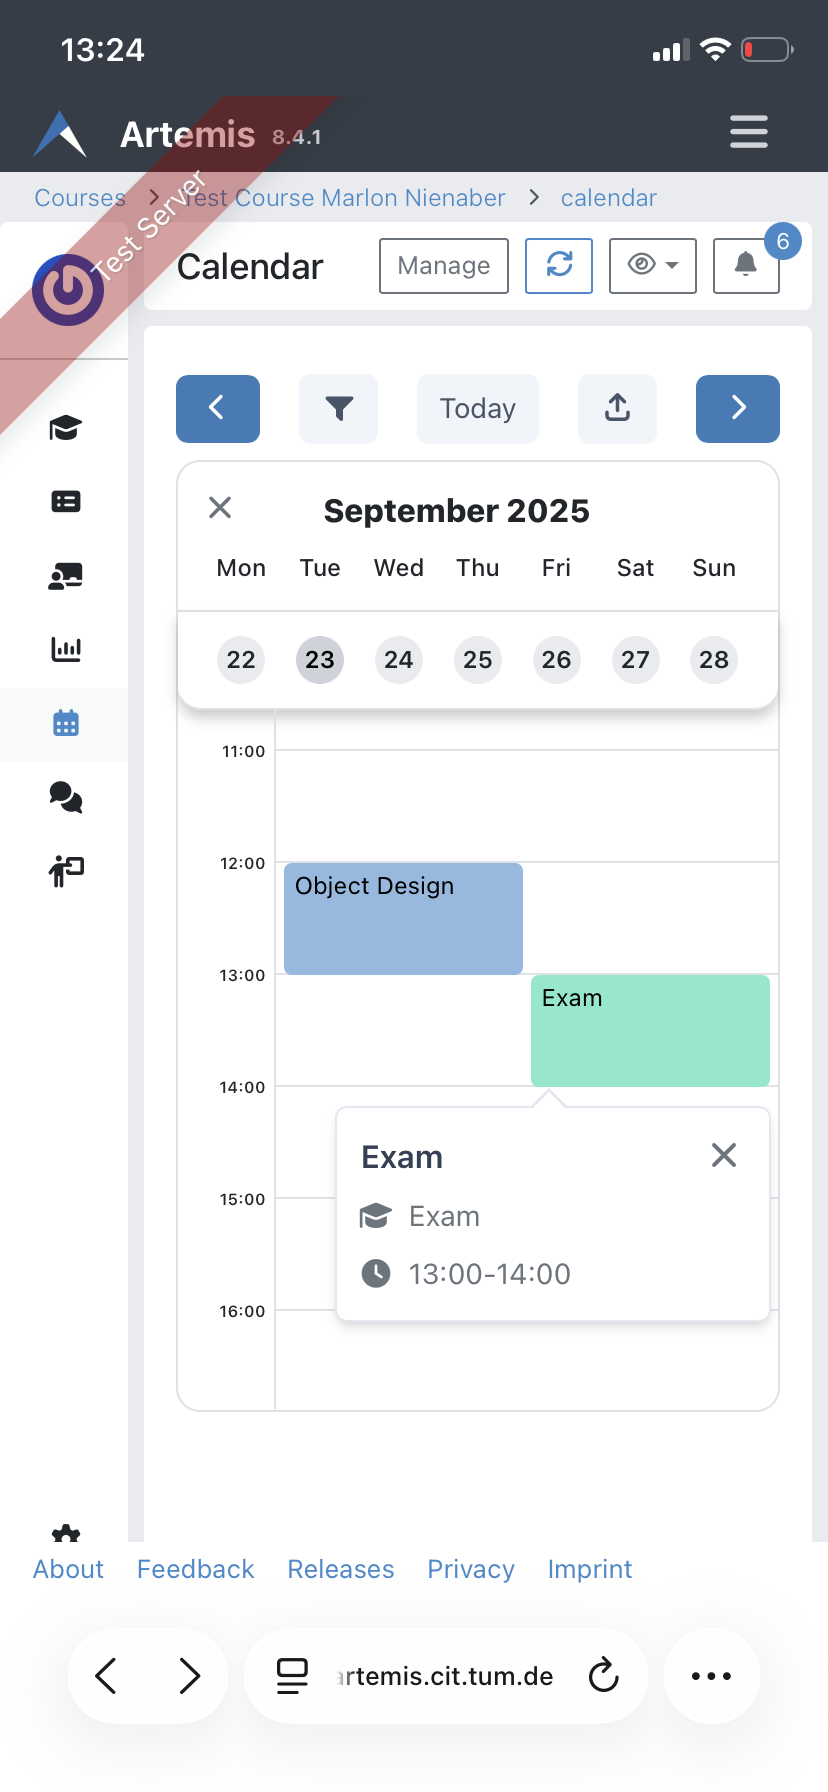 13:24
Artemis 8.4.1
Test Server
Courses > Test Course Marlon Nienaber > calendar
Calendar
Manage
6
Today
September 2025
Mon Tue Wed Thu Fri Sat Sun
22 23 24 25 26 27 28
11:00
12:00
Object Design
13:00
Exam
14:00
Exam
15:00
Exam
13:00-14:00
16:00
About Feedback Releases Privacy Imprint
artemis.cit.tum.de